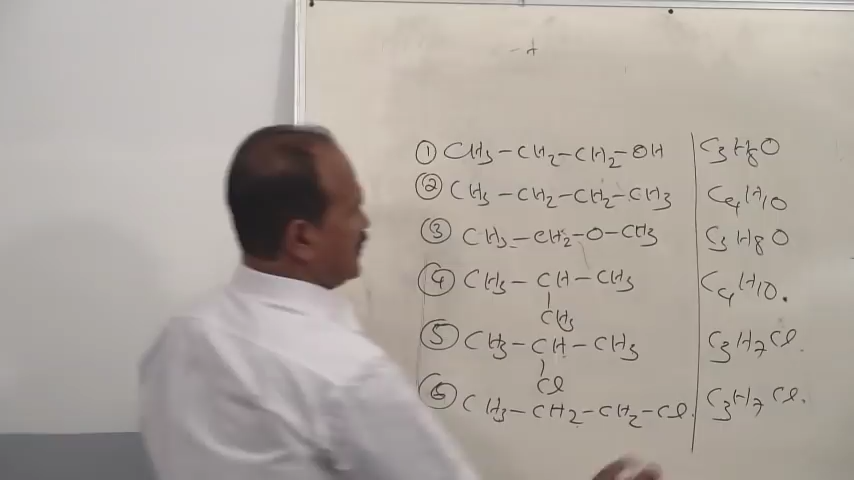 ① CH3-CH2-CH2-OH C3H8O
② CH3-CH2-CH2-CH3 C4H10
③ CH3-CH2-O-CH3 C3H8O
④ CH3-CH-CH3 C4H10.
CH3
⑤ CH3-CH-CH3 C3H7Cl.
Cl
⑥ CH3-CH2-CH2-Cl. C3H7Cl.